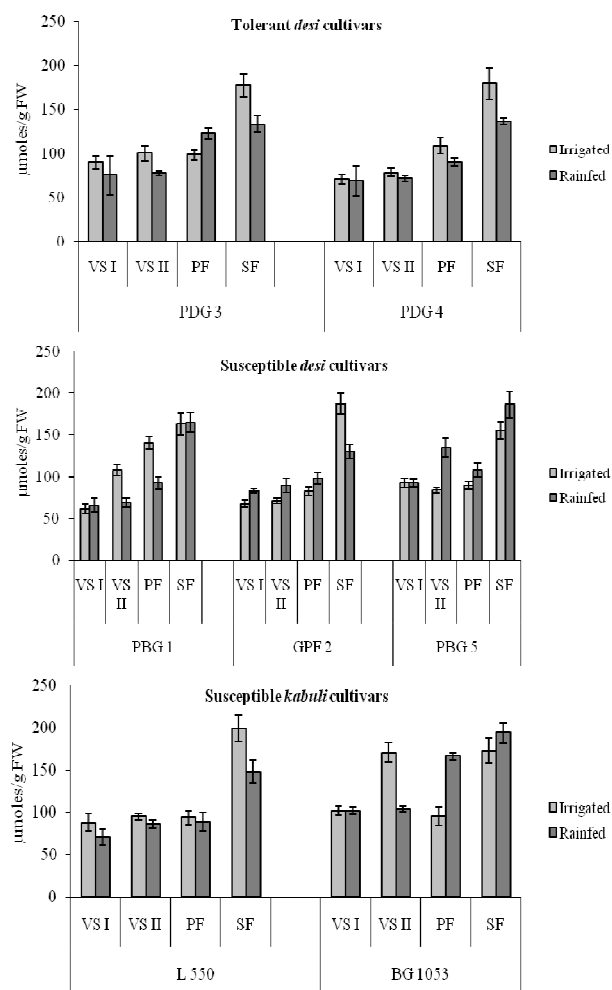 Tolerant desi cultivars
µmoles/g FW
250
200
150
100
50
0
Irrigated
Rainfed
VS I VS II PF SF VS I VS II PF SF
PDG 3 PDG 4
Susceptible desi cultivars
µmoles/g FW
250
200
150
100
50
0
Irrigated
Rainfed
VS I VS II PF SF VS I VS II PF SF VS I VS II PF SF
PBG 1 GPF 2 PBG 5
Susceptible kabuli cultivars
µmoles/g FW
250
200
150
100
50
0
Irrigated
Rainfed
VS I VS II PF SF VS I VS II PF SF
L 550 BG 1053